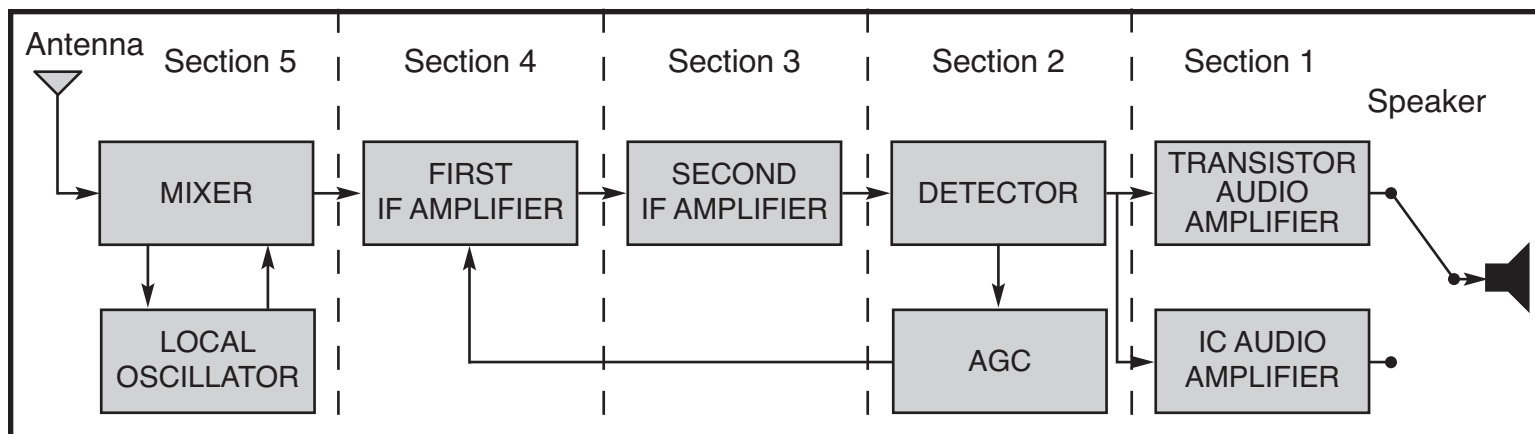 Antenna
Section 5
Section 4
Section 3
Section 2
Section 1
Speaker
MIXER
FIRST
IF AMPLIFIER
SECOND
IF AMPLIFIER
DETECTOR
TRANSISTOR
AUDIO
AMPLIFIER
LOCAL
OSCILLATOR
AGC
IC AUDIO
AMPLIFIER